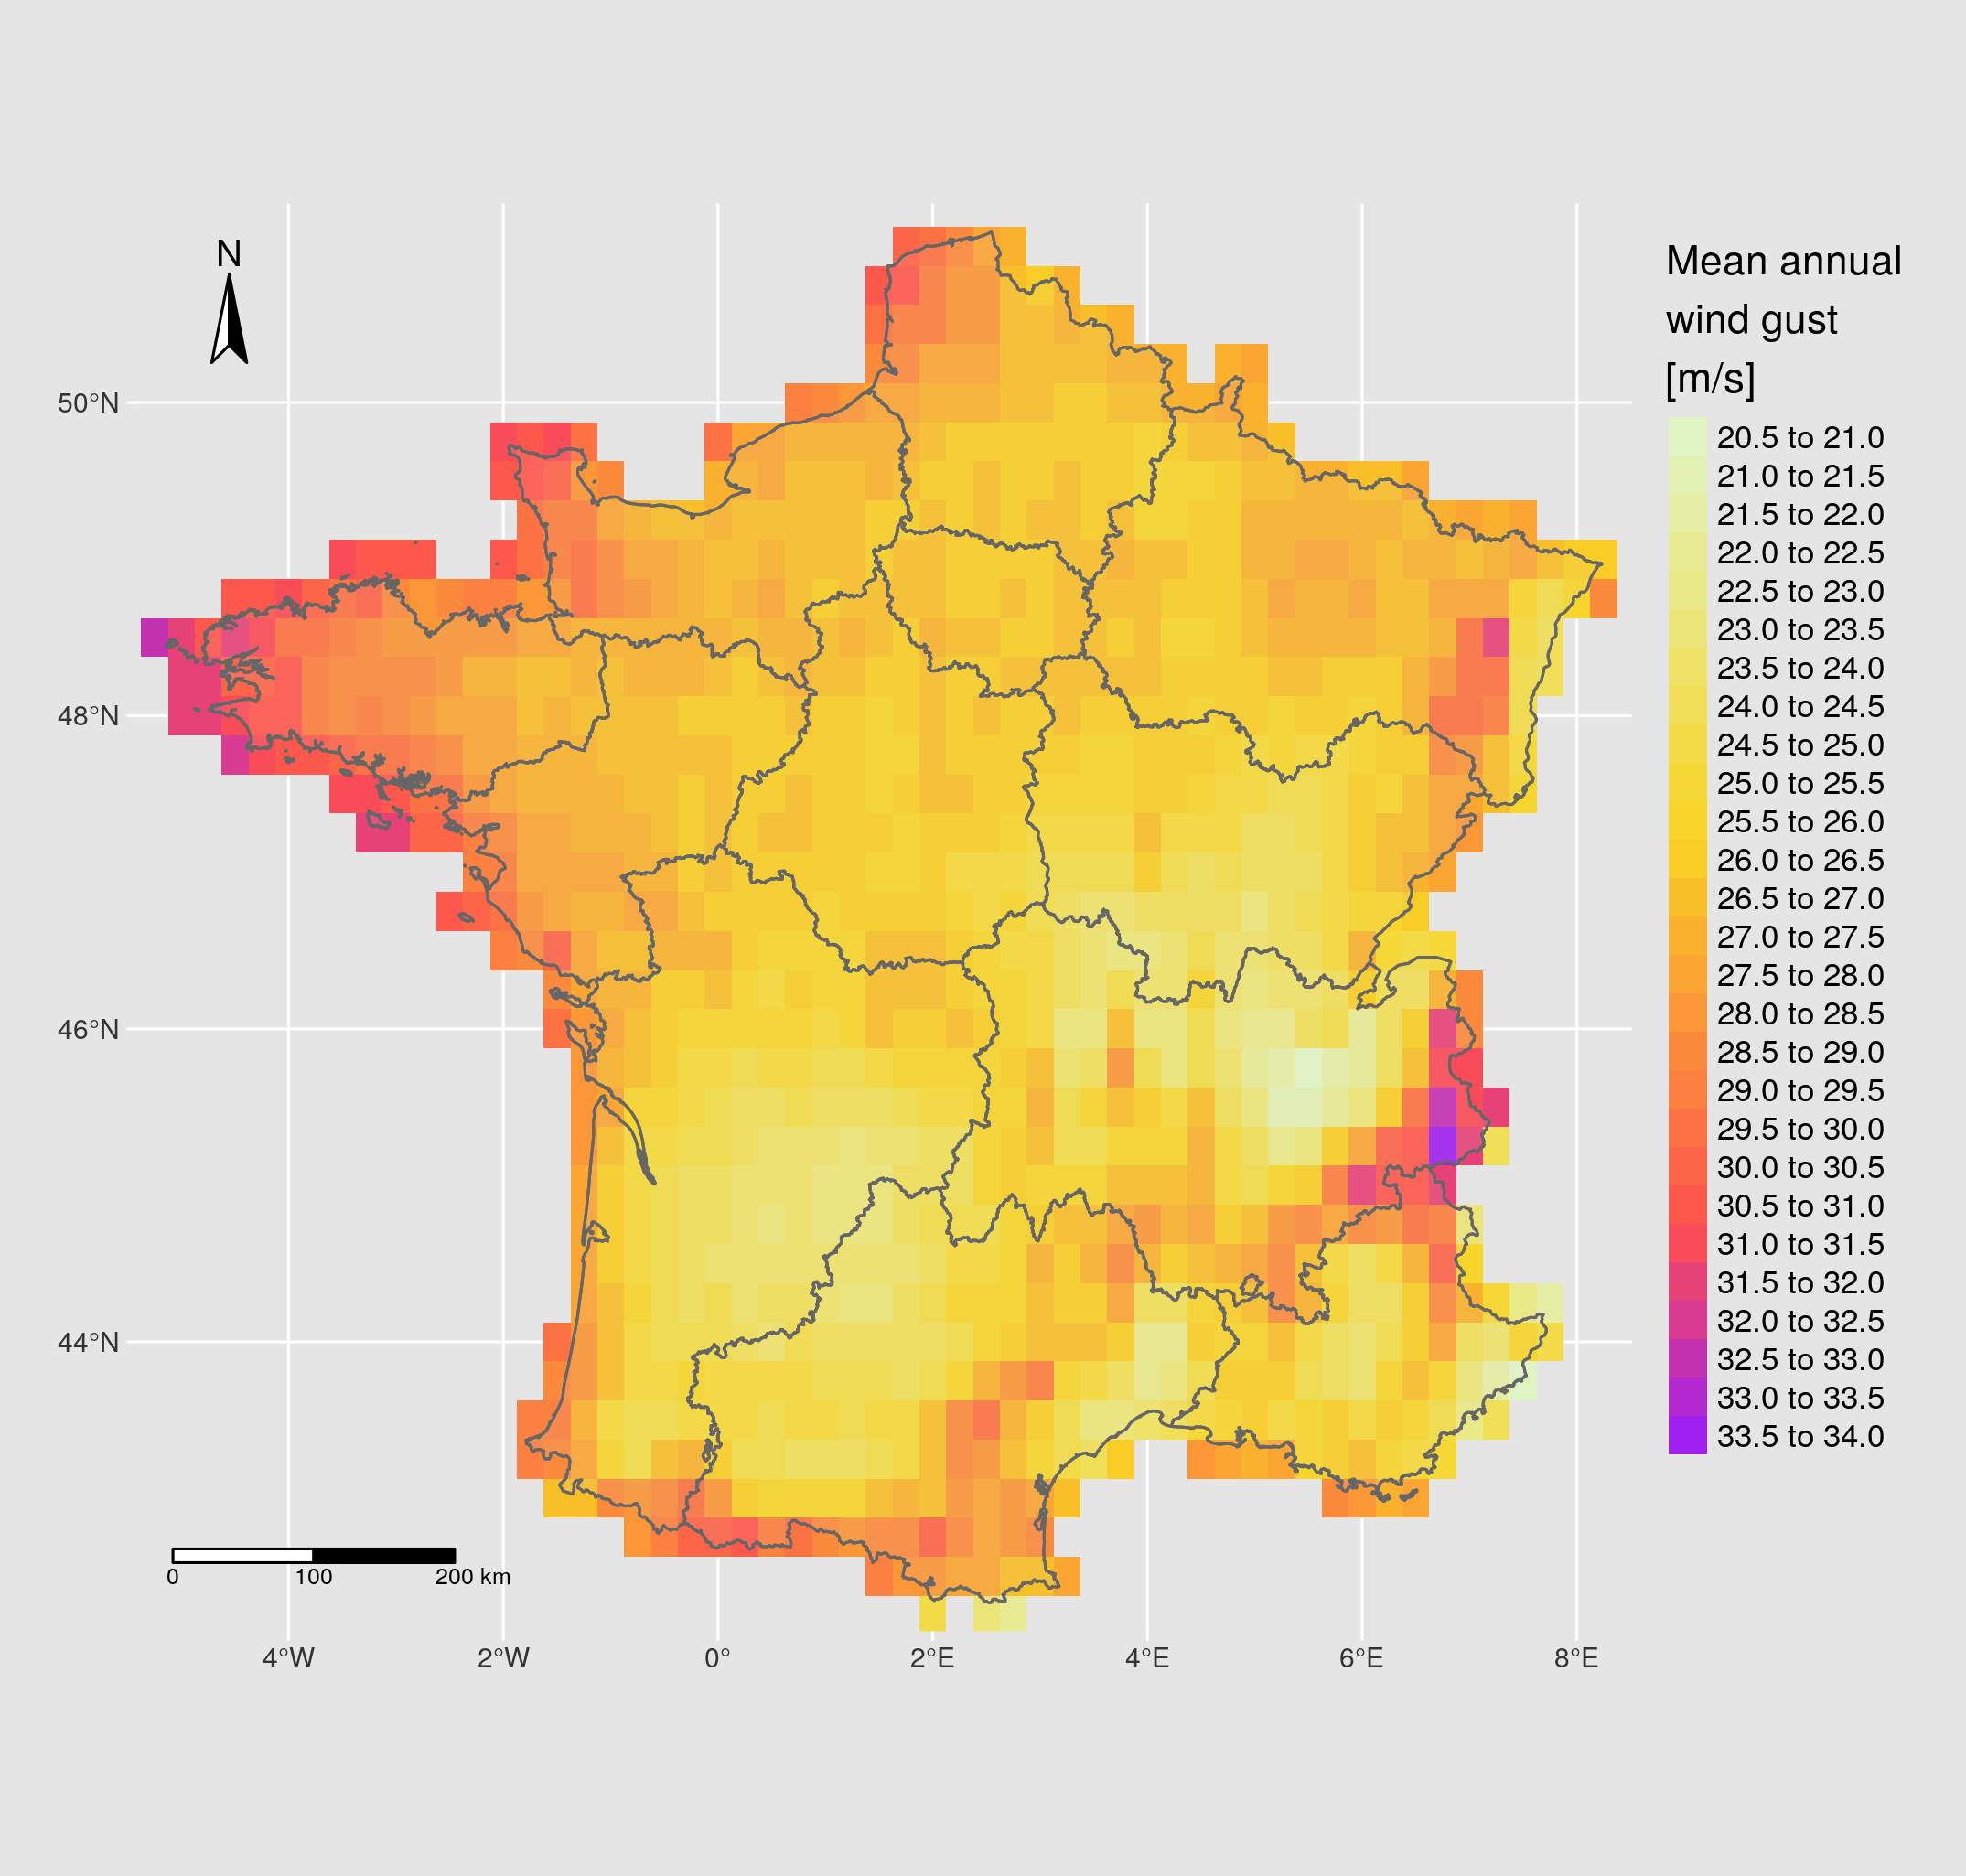 N
Mean annual
wind gust
[m/s]
20.5 to 21.0
21.0 to 21.5
21.5 to 22.0
22.0 to 22.5
22.5 to 23.0
23.0 to 23.5
23.5 to 24.0
24.0 to 24.5
24.5 to 25.0
25.0 to 25.5
25.5 to 26.0
26.0 to 26.5
26.5 to 27.0
27.0 to 27.5
27.5 to 28.0
28.0 to 28.5
28.5 to 29.0
29.0 to 29.5
29.5 to 30.0
30.0 to 30.5
30.5 to 31.0
31.0 to 31.5
31.5 to 32.0
32.0 to 32.5
32.5 to 33.0
33.0 to 33.5
33.5 to 34.0
50°N
48°N
46°N
44°N
0 100 200 km
4°W 2°W 0° 2°E 4°E 6°E 8°E